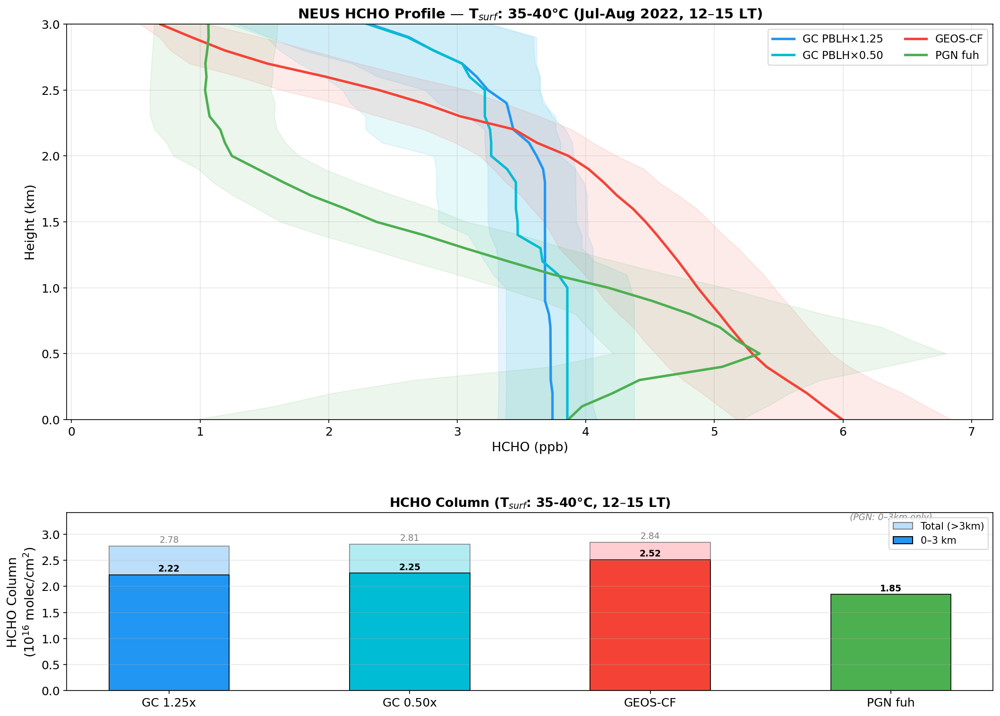 NEUS HCHO Profile — T_surf: 35-40°C (Jul-Aug 2022, 12–15 LT)
GC PBLH×1.25
GC PBLH×0.50
GEOS-CF
PGN fuh
Height (km)
3.0
2.5
2.0
1.5
1.0
0.5
0.0
0 1 2 3 4 5 6 7
HCHO (ppb)
HCHO Column (T_surf: 35-40°C, 12–15 LT)
(PGN: 0–3km only)
Total (>3km)
0–3 km
HCHO Column
(10^16 molec/cm^2)
3.0
2.5
2.0
1.5
1.0
0.5
0.0
2.78
2.22
2.81
2.25
2.84
2.52
1.85
GC 1.25x
GC 0.50x
GEOS-CF
PGN fuh